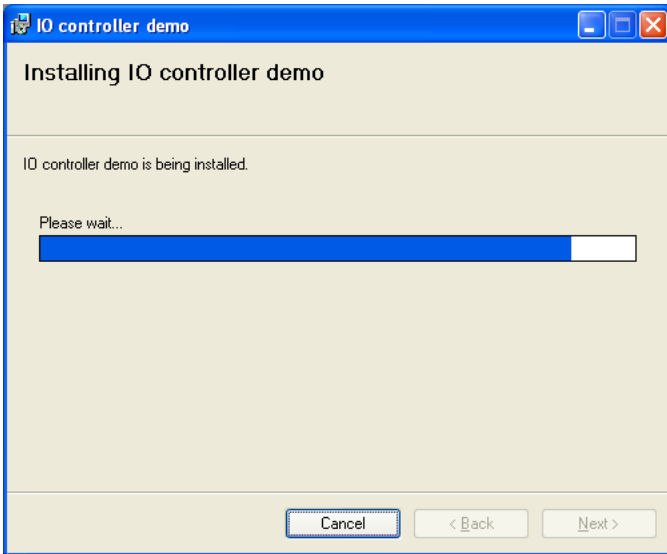 IO controller demo
Installing IO controller demo
IO controller demo is being installed.
Please wait...
Cancel
< Back
Next >